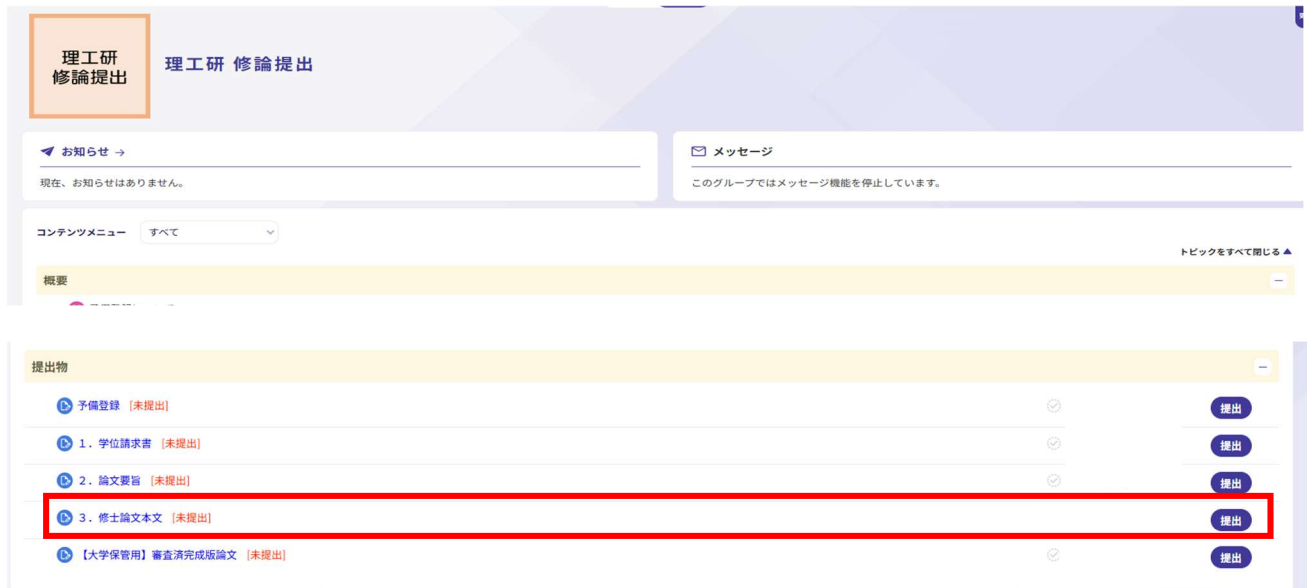 理工研
修論提出
理工研 修論提出
お知らせ →
現在、お知らせはありません。
メッセージ
このグループではメッセージ機能を停止しています。
コンテンツメニュー すべて
トピックをすべて閉じる ▲
概要
提出物
予備登録 [未提出] 提出
1．学位請求書 [未提出] 提出
2．論文要旨 [未提出] 提出
3．修士論文本文 [未提出] 提出
【大学保管用】審査済完成版論文 [未提出] 提出